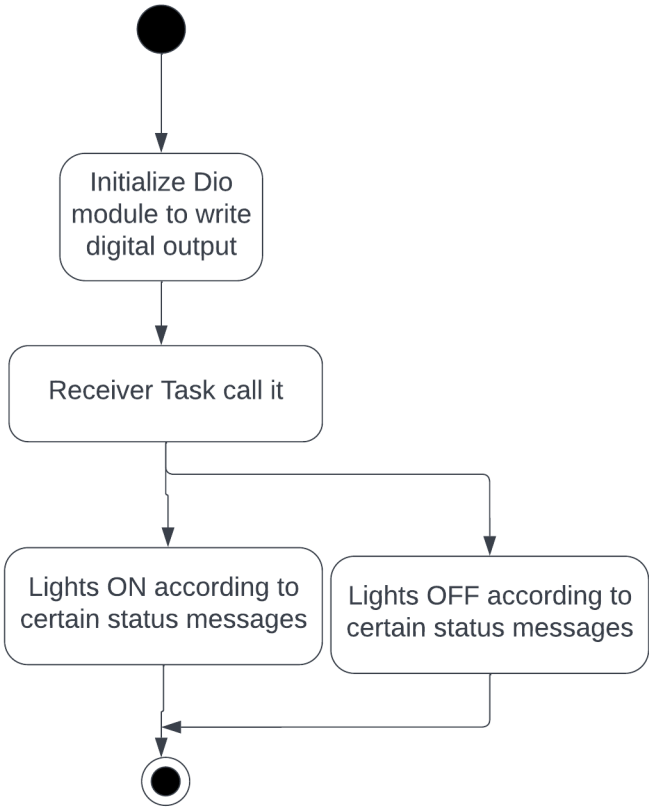 Initialize Dio
module to write
digital output
Receiver Task call it
Lights ON according to
certain status messages
Lights OFF according to
certain status messages